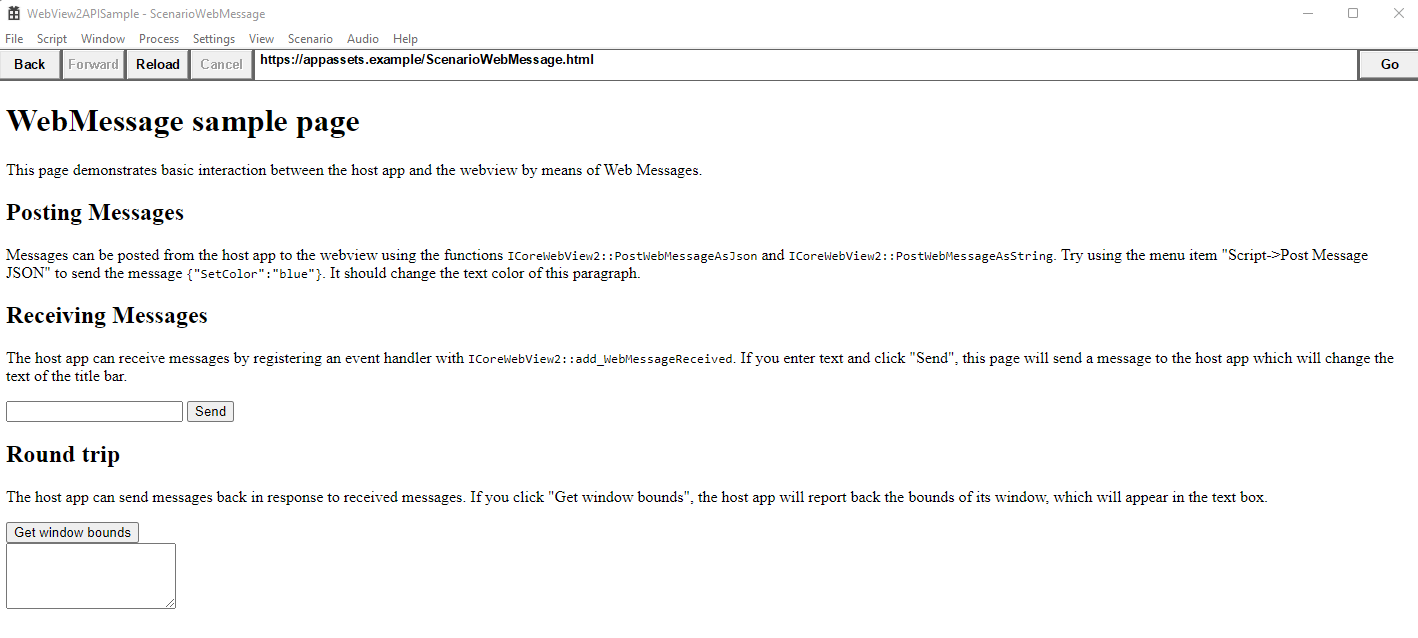 WebView2APISample - ScenarioWebMessage
File Script Window Process Settings View Scenario Audio Help
Back Forward Reload Cancel https://appassets.example/ScenarioWebMessage.html Go
WebMessage sample page
This page demonstrates basic interaction between the host app and the webview by means of Web Messages.
Posting Messages
Messages can be posted from the host app to the webview using the functions ICoreWebView2::PostWebMessageAsJson and ICoreWebView2::PostWebMessageAsString. Try using the menu item "Script->Post Message
JSON" to send the message {"SetColor":"blue"}. It should change the text color of this paragraph.
Receiving Messages
The host app can receive messages by registering an event handler with ICoreWebView2::add_WebMessageReceived. If you enter text and click "Send", this page will send a message to the host app which will change the
text of the title bar.
Send
Round trip
The host app can send messages back in response to received messages. If you click "Get window bounds", the host app will report back the bounds of its window, which will appear in the text box.
Get window bounds